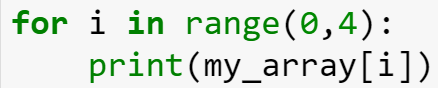 for i in range(0,4):
    print(my_array[i])